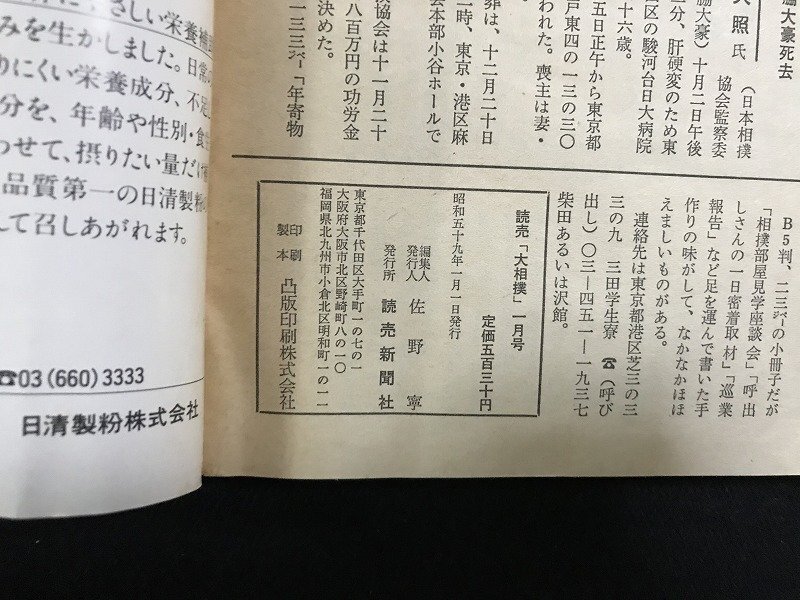 脇大豪死去
大照氏
（日本相撲
協会監察委
脇大豪）十月二日午後
二分、肝硬変のため東
区の駿河台日大病院
十六歳。
五日正午から東京都
戸東四の一三の三〇
われた。喪主は妻・
葬は、十二月二十日
二時、東京・港区麻
会本部小谷ホールで
協会は十一月二十
八百万円の功労金
決めた。
一三三㌻「年寄物
B5判、二三㌻の小冊子だが
「相撲部屋見学座談会」「呼出
しさんの一日密着取材」「巡業
報告」など足を運んで書いた手
作りの味がして、なかなかほほ
えましいものがある。
連絡先は東京都港区芝三の三
三の九　三田学生寮　☎（呼び
出し）〇三―四五一―一九三七
柴田あるいは沢館。
読売「大相撲」一月号
定価五百三十円
昭和五十九年一月一日発行
編集人
発行人　佐野寧
発行所　読売新聞社
東京都千代田区大手町一の七の一
大阪府大阪市北区野崎町八の一〇
福岡県北九州市小倉北区明和町一の一一
印刷
製本　凸版印刷株式会社
さしい栄養補
みを生かしました。日常
りにくい栄養成分、不足
分を、年齢や性別・食生
わせて、摂りたい量だけ
品質第一の日清製粉
して召しあがれます。
☎03(660)3333
日清製粉株式会社